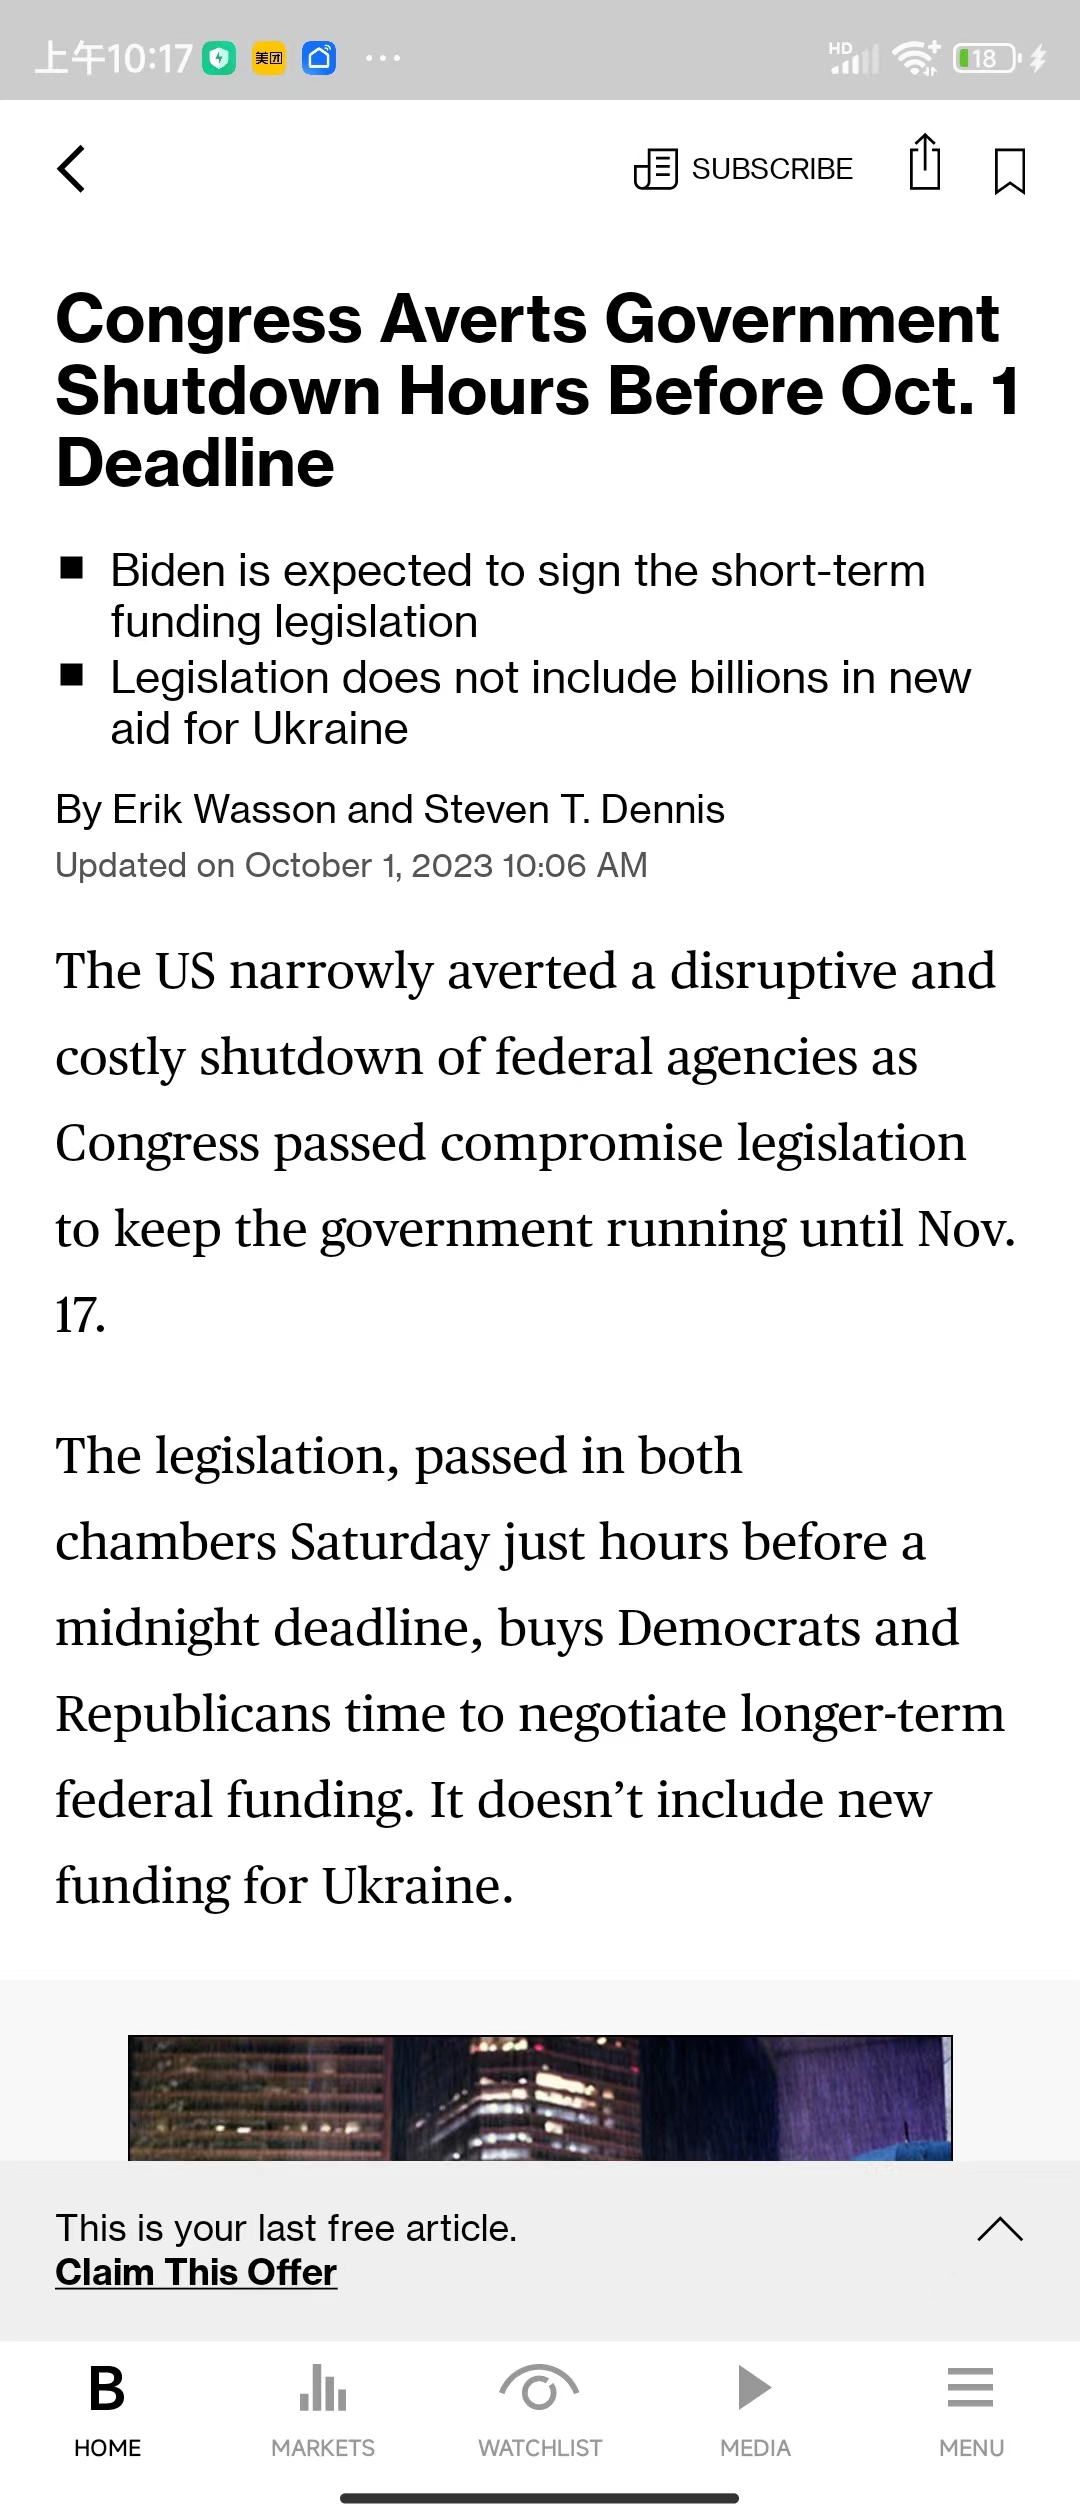 上午10:17 美团 HD 18
SUBSCRIBE
Congress Averts Government
Shutdown Hours Before Oct. 1
Deadline
Biden is expected to sign the short-term
funding legislation
Legislation does not include billions in new
aid for Ukraine
By Erik Wasson and Steven T. Dennis
Updated on October 1, 2023 10:06 AM
The US narrowly averted a disruptive and
costly shutdown of federal agencies as
Congress passed compromise legislation
to keep the government running until Nov.
17.
The legislation, passed in both
chambers Saturday just hours before a
midnight deadline, buys Democrats and
Republicans time to negotiate longer-term
federal funding. It doesn’t include new
funding for Ukraine.
This is your last free article.
Claim This Offer
B
HOME MARKETS WATCHLIST MEDIA MENU